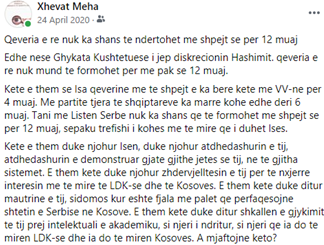 Xhevat Meha
24 April 2020
Qeveria e re nuk ka shans te ndertohet me shpejt se per 12 muaj
Edhe nese Ghykata Kushtetuese i jep diskrecionin Hashimit. qeveria e
re nuk mund te formohet per me pak se 12 muaj.
Kete e them se Isa qeverine me te shpejt e ka bere kete me VV-ne per
4 muaj. Me partite tjera te shqiptareve ka marre kohe edhe deri 6
muaj. Tani me Listen Serbe nuk ka shans qe te formohet me shpejt se
per 12 muaj, sepaku trefishi i kohes me te mire qe i duhet Ises.
Kete e them duke njohur Isen, duke njohur atdhedashurin e tij,
atdhedashurin e demonstruar gjate gjithe jetes se tij, ne te gjitha
sistemet. E them kete duke njohur zhdervjelltesin e tij per te nxjerre
interesin me te mire te LDK-se dhe te Kosoves. E them kete duke ditur
mautrine e tij, sidomos kur eshte fjala me palet qe perfaqesojne
shtetin e Serbise ne Kosove. E them kete duke ditur shkallen e gjykimit
te tij prej intelektuali e akademiku, si njeri i ndritur, si njeri qe ia do te
miren LDK-se dhe ia do te miren Kosoves. A mjaftojne keto?